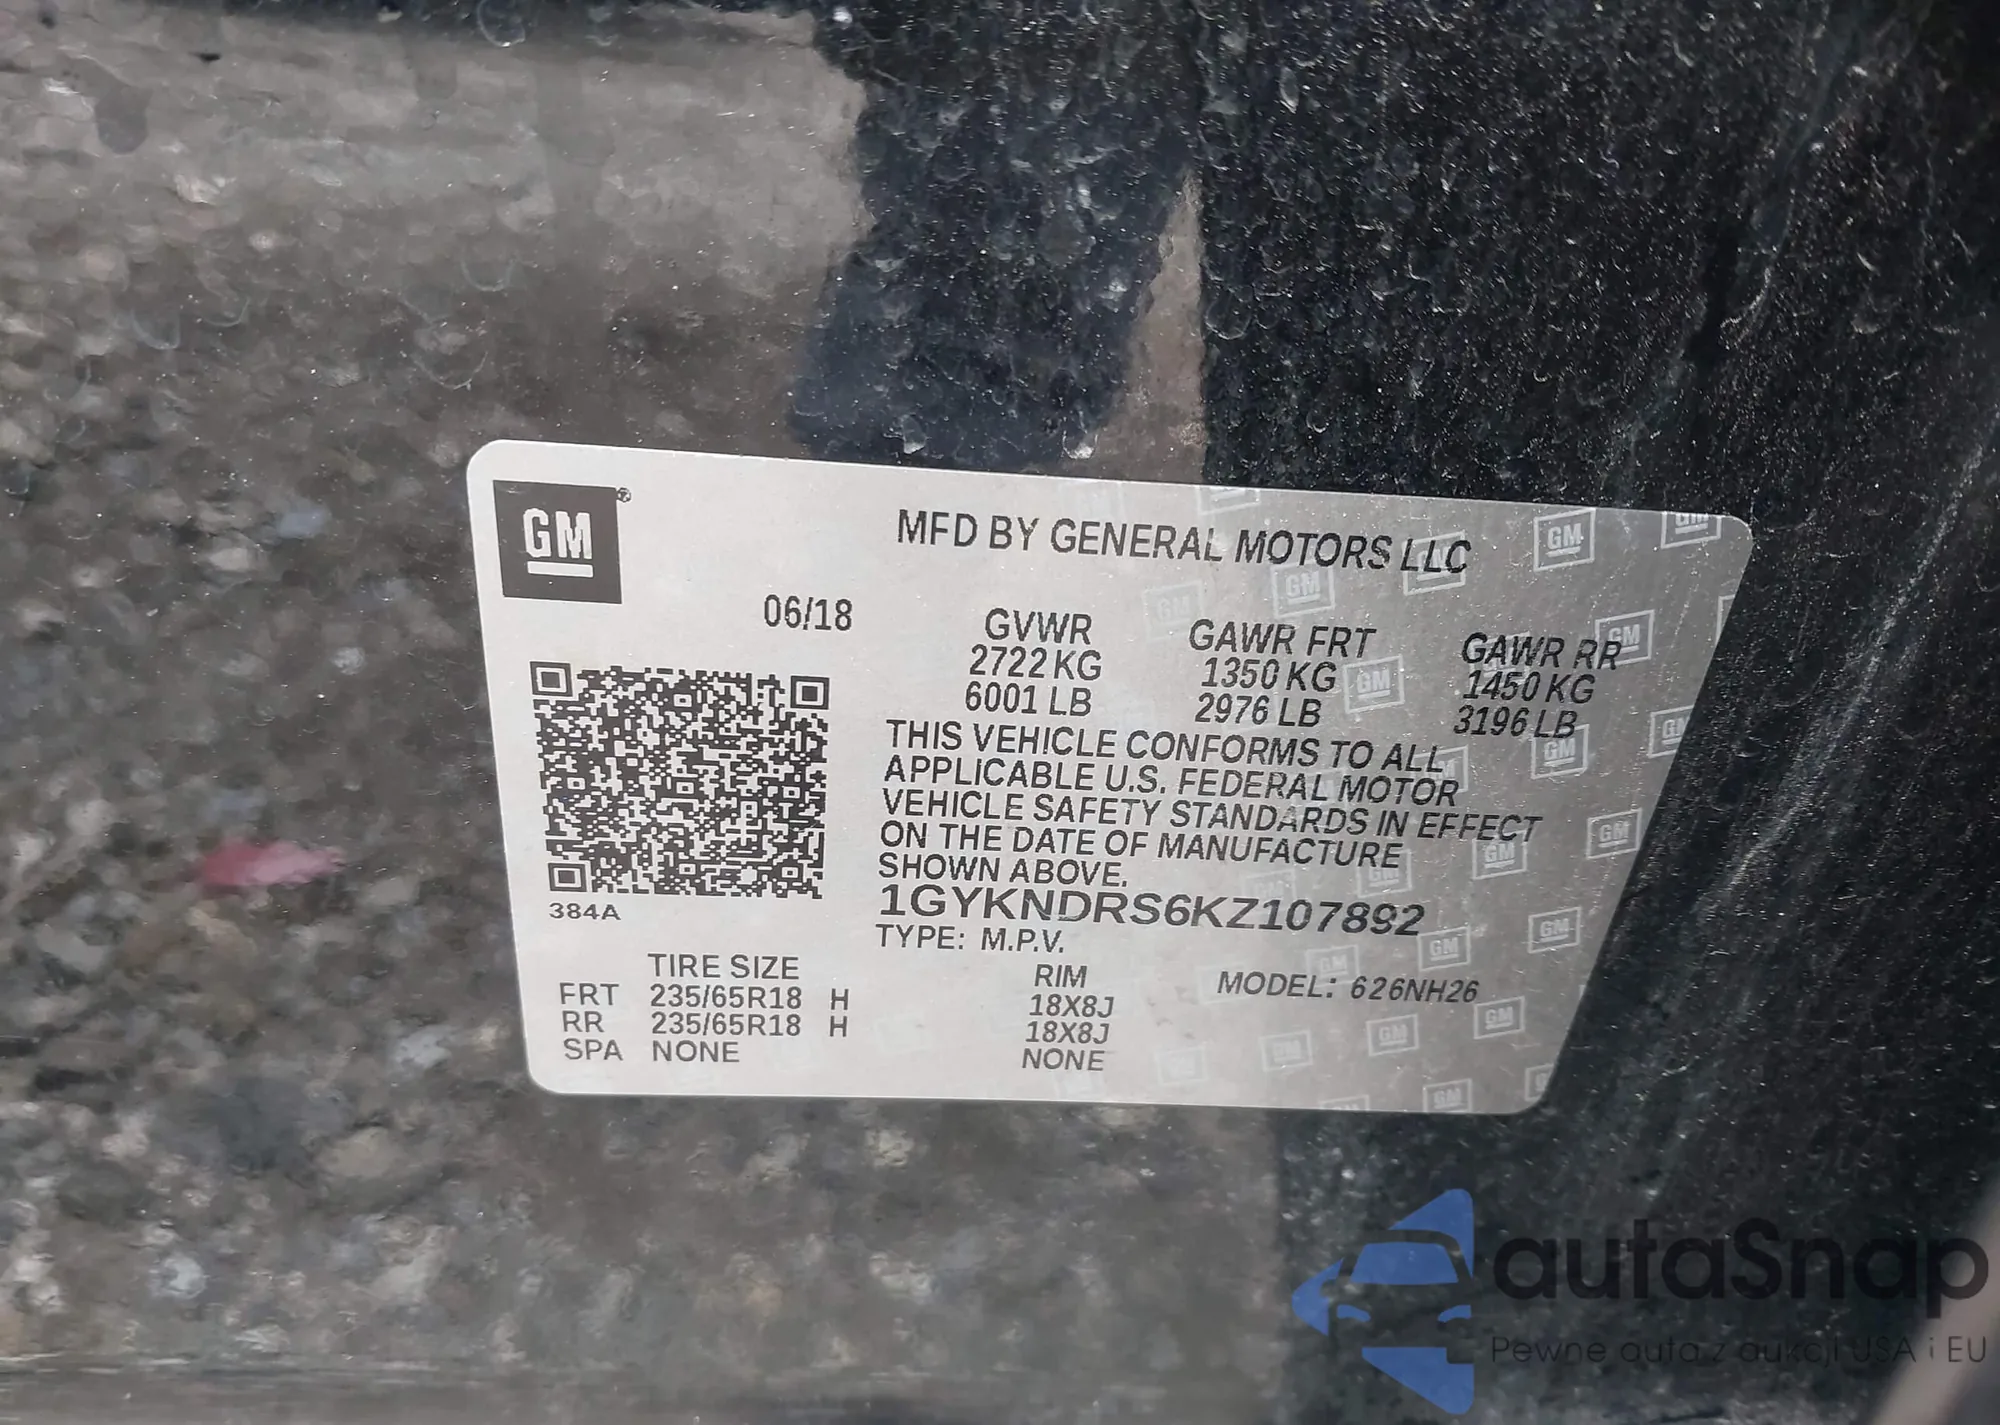 GM
MFD BY GENERAL MOTORS LLC
06/18
GVWR GAWR FRT GAWR RR
2722 KG 1350 KG 1450 KG
6001 LB 2976 LB 3196 LB
THIS VEHICLE CONFORMS TO ALL
APPLICABLE U.S. FEDERAL MOTOR
VEHICLE SAFETY STANDARDS IN EFFECT
ON THE DATE OF MANUFACTURE
SHOWN ABOVE.
384A
1GYKNDRS6KZ107892
TYPE: M.P.V.
TIRE SIZE RIM MODEL: 626NH26
FRT 235/65R18 H 18X8J
RR 235/65R18 H 18X8J
SPA NONE NONE
autaSnap
Pewne auta z aukcji USA i EU